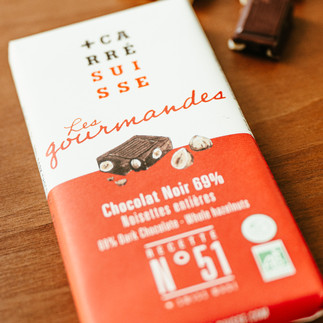 +CAR
RÉ
SUI
SSE
Les
gourmandes
Chocolat Noir 69%
Noisettes entières
69% Dark Chocolate - Whole hazelnuts
RECETTE
N°51